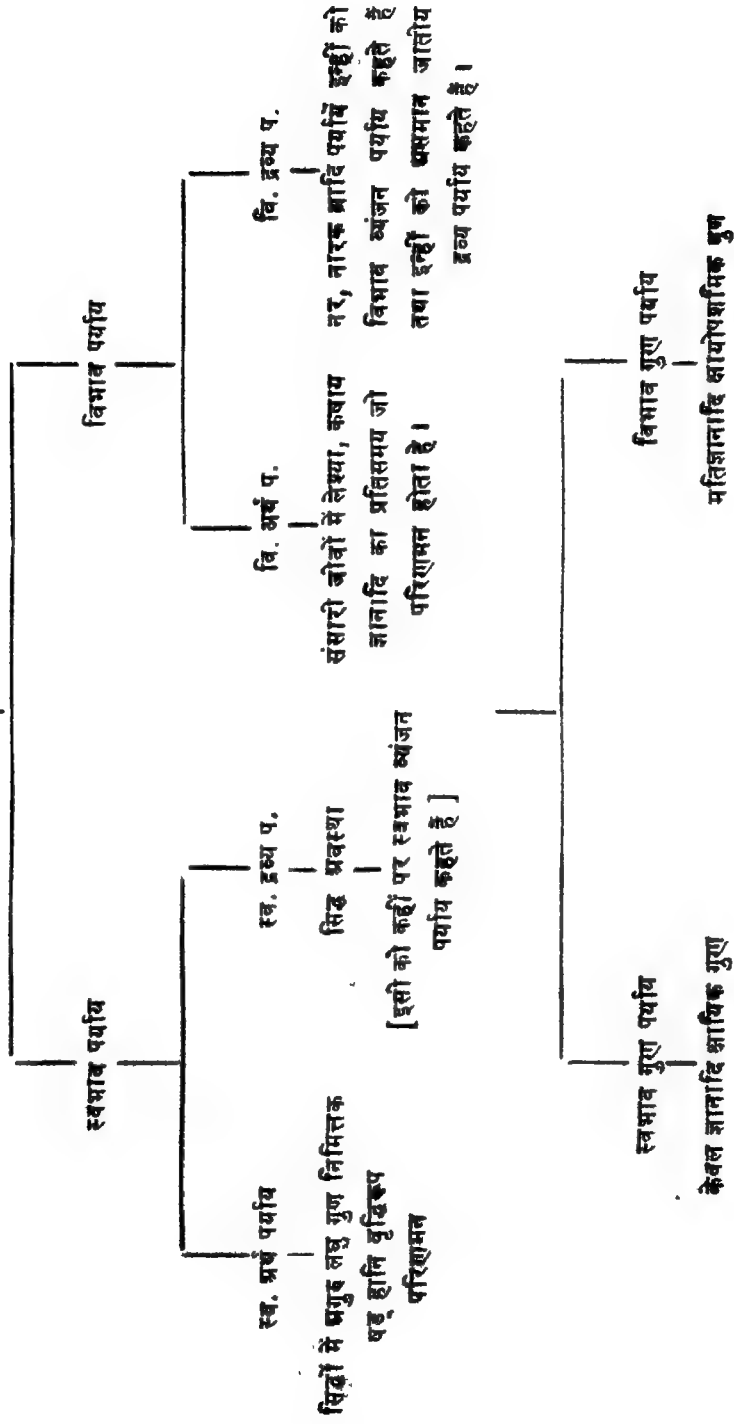 स्वभाव पर्याय
विभाव पर्याय
स्व. अर्थ पर्याय
सिद्धों में अगुरु लघु गुण निमित्तक
षड् हानि वृद्धिरूप
परिणमन
स्व. द्रव्य प.
सिद्ध अवस्था
[इसी को कहीं पर स्वभाव व्यंजन
पर्याय कहते हैं]
वि. अर्थ प.
संसारी जीवों में लेश्या, कषाय
ज्ञानादि का प्रतिसमय जो
परिणमन होता है।
वि. द्रव्य प.
नर, नारक आदि पर्यायें इन्हीं को
विभाव व्यंजन पर्याय कहते हैं
तथा इन्हीं को असमान जातीय
द्रव्य पर्याय कहते हैं।
स्वभाव गुण पर्याय
केवल ज्ञानादि क्षायिक गुण
विभाव गुण पर्याय
मतिज्ञानादि क्षायोपशमिक गुण